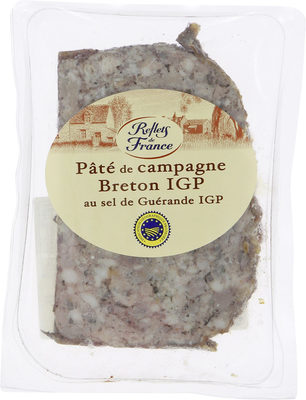 Reflets
de
France
Pâté de campagne
Breton IGP
au sel de Guérande IGP